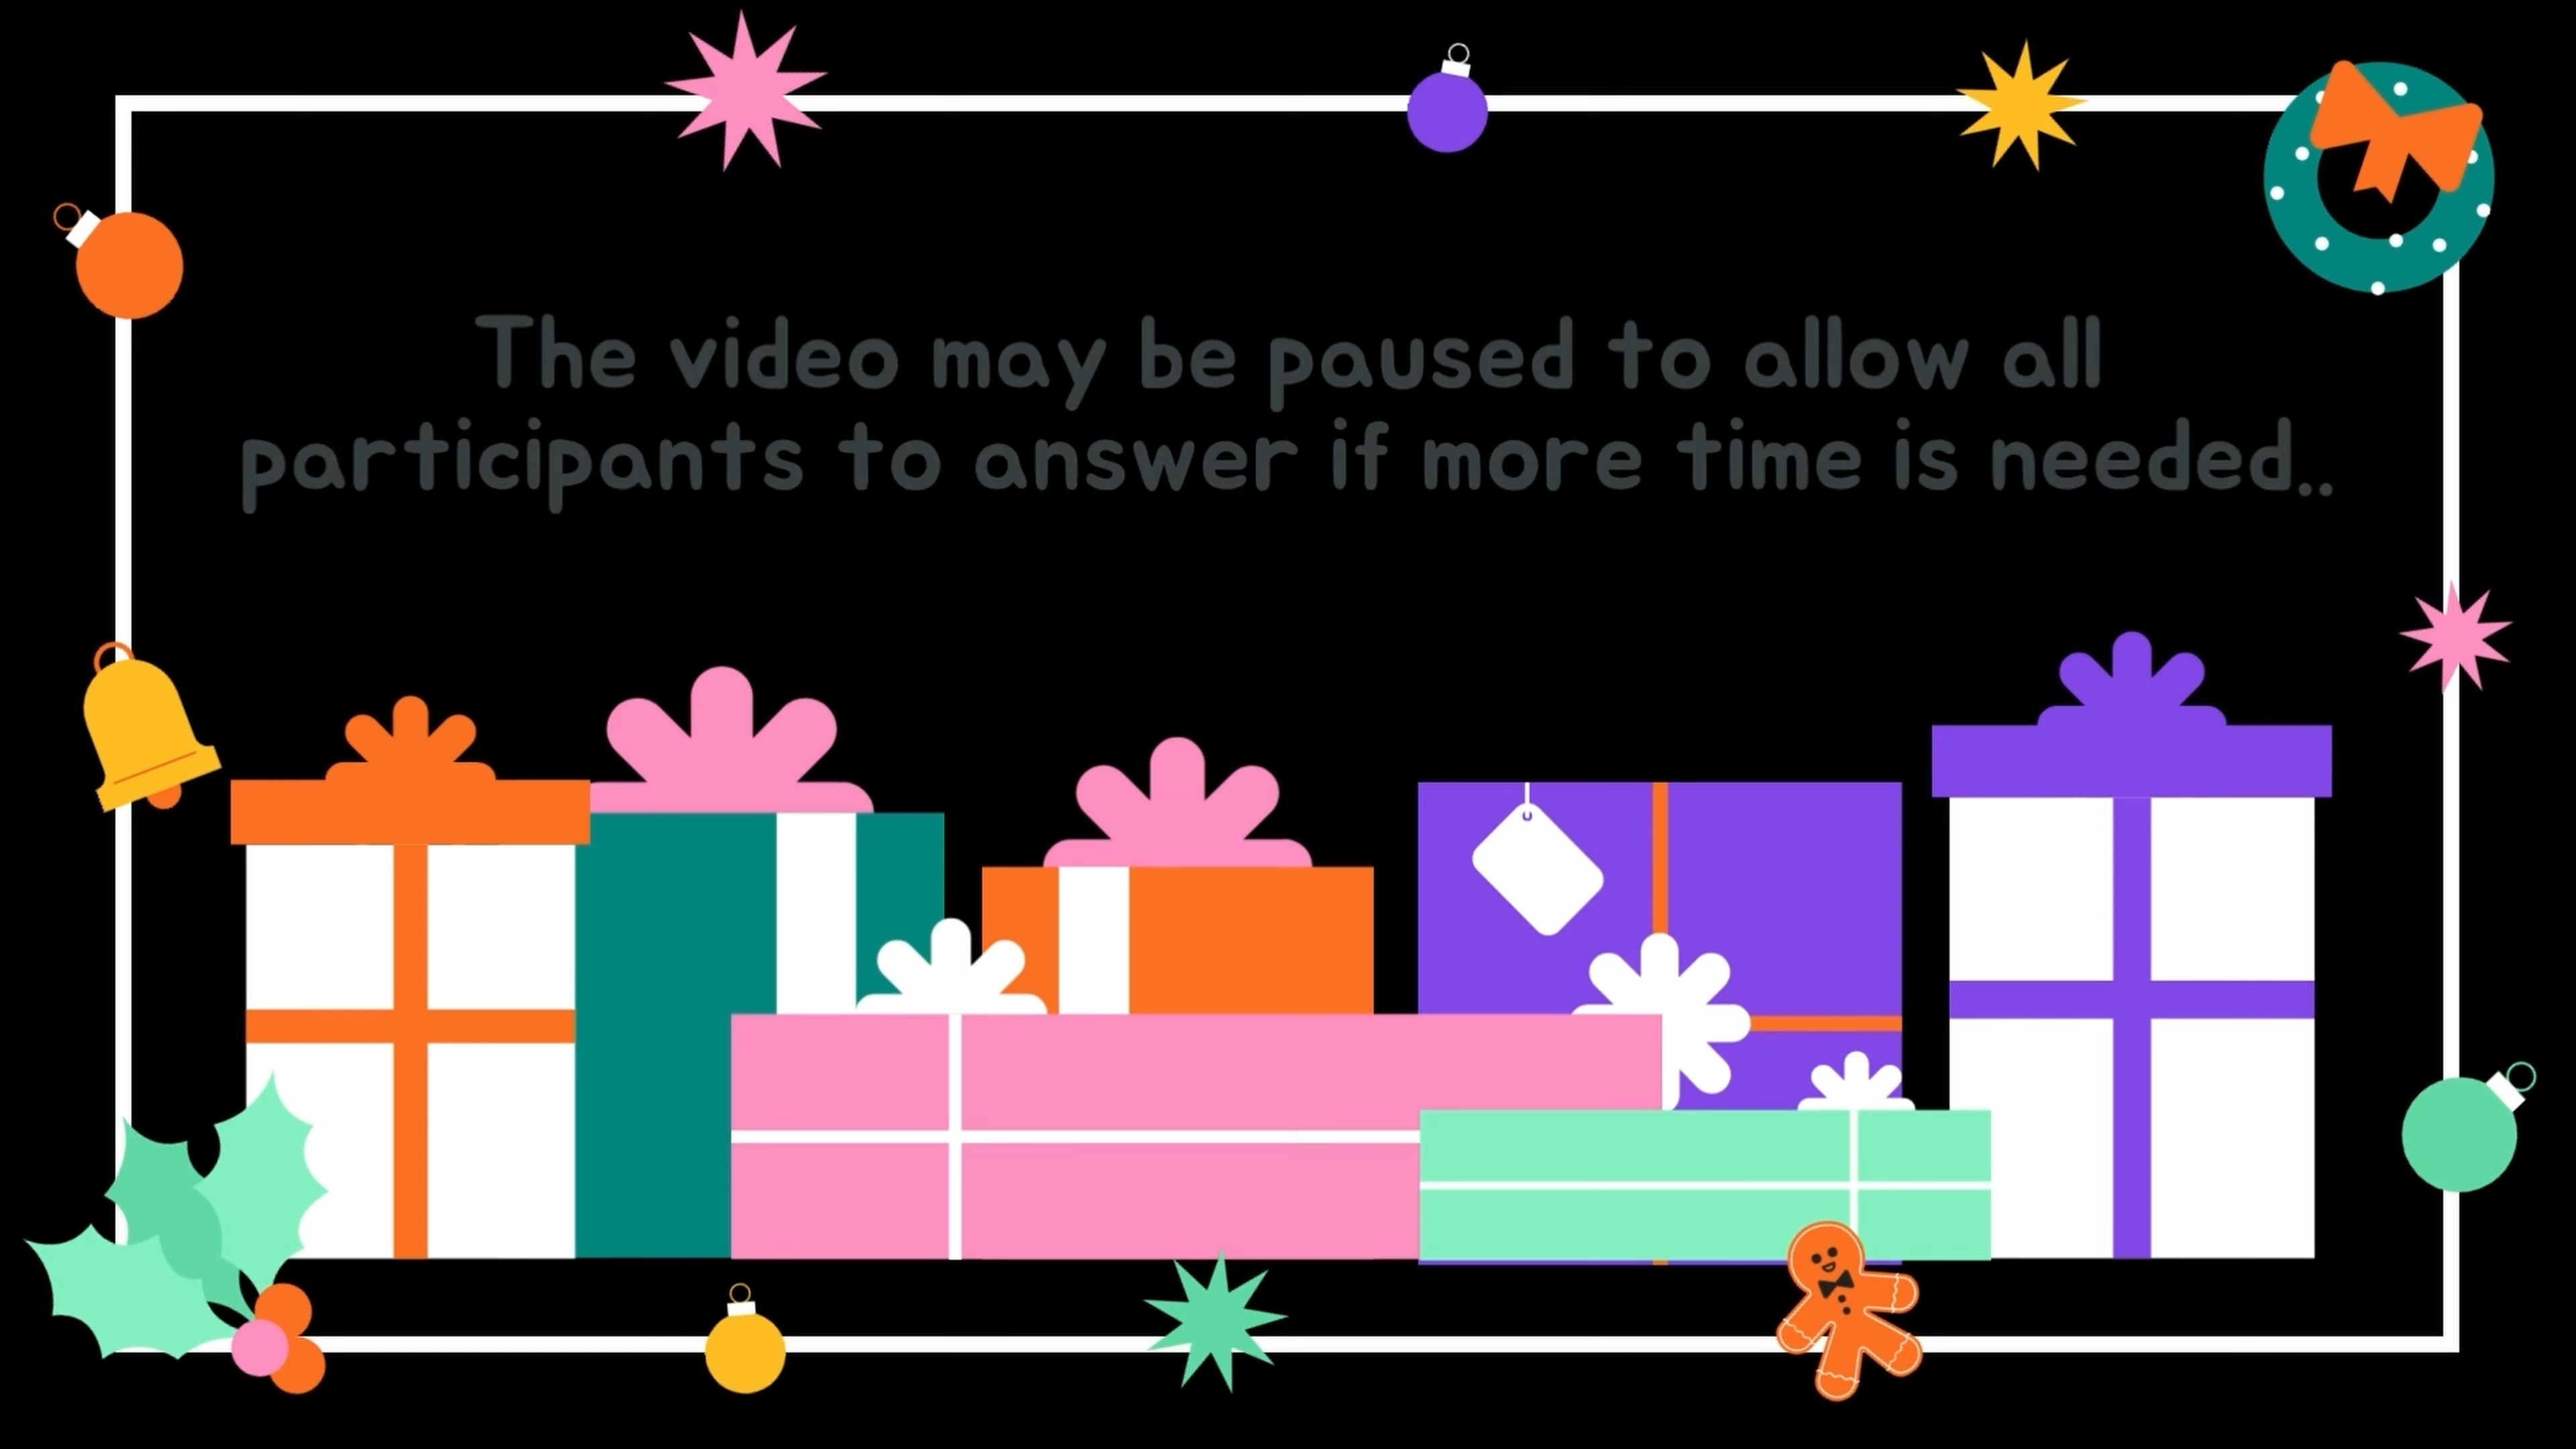 The video may be paused to allow all
participants to answer if more time is needed..